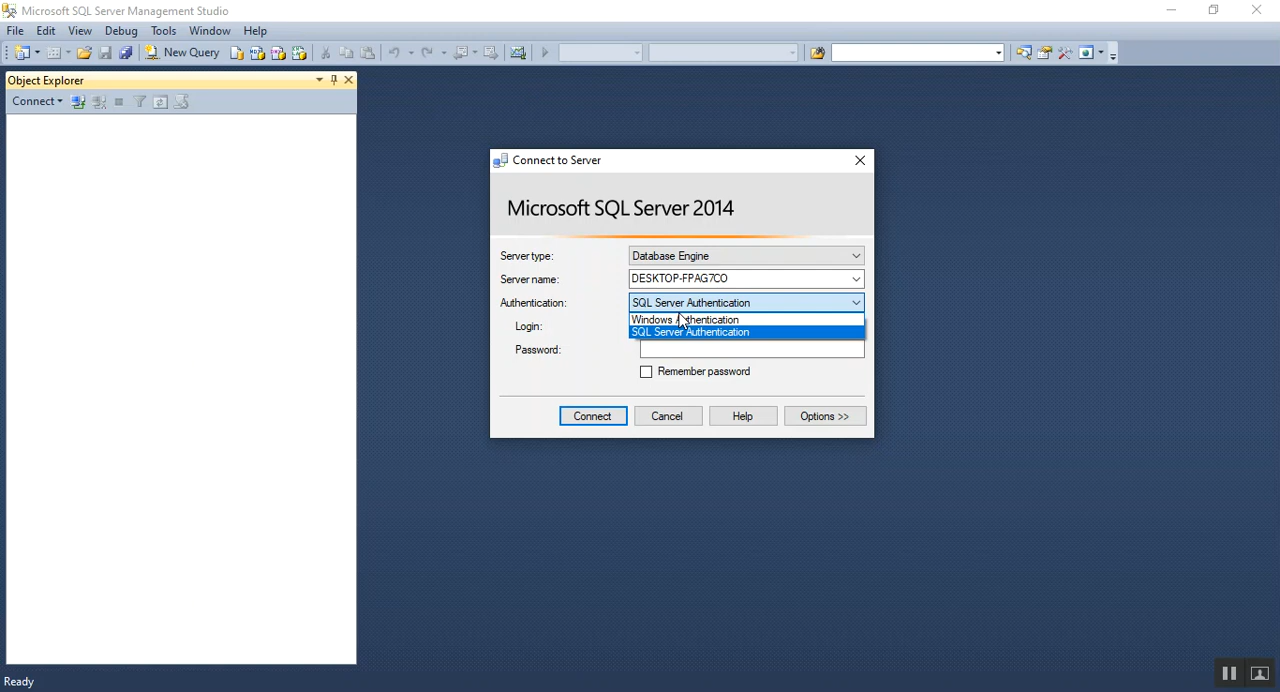 Microsoft SQL Server Management Studio
File Edit View Debug Tools Window Help
New Query
Object Explorer
Connect
Connect to Server
Microsoft SQL Server 2014
Server type: Database Engine
Server name: DESKTOP-FPAG7CO
Authentication: SQL Server Authentication
Windows Authentication
Login:
SQL Server Authentication
Password:
Remember password
Connect Cancel Help Options >>
Ready